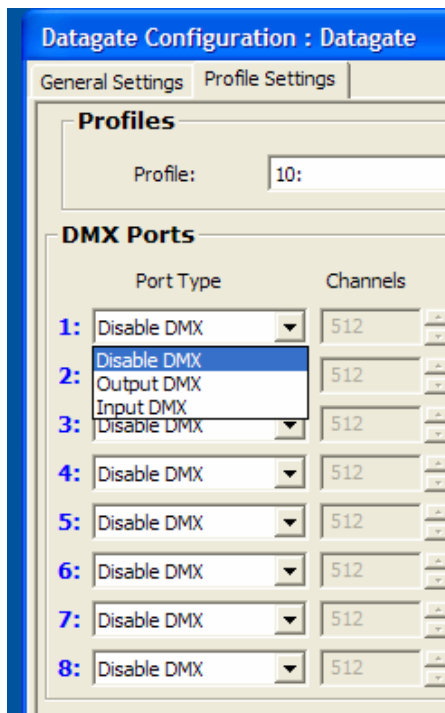 Datagate Configuration : Datagate
General Settings Profile Settings
Profiles
Profile: 10:
DMX Ports
Port Type Channels
1: Disable DMX 512
Disable DMX
2: 512
Output DMX
Input DMX
3: Disable DMX 512
4: Disable DMX 512
5: Disable DMX 512
6: Disable DMX 512
7: Disable DMX 512
8: Disable DMX 512